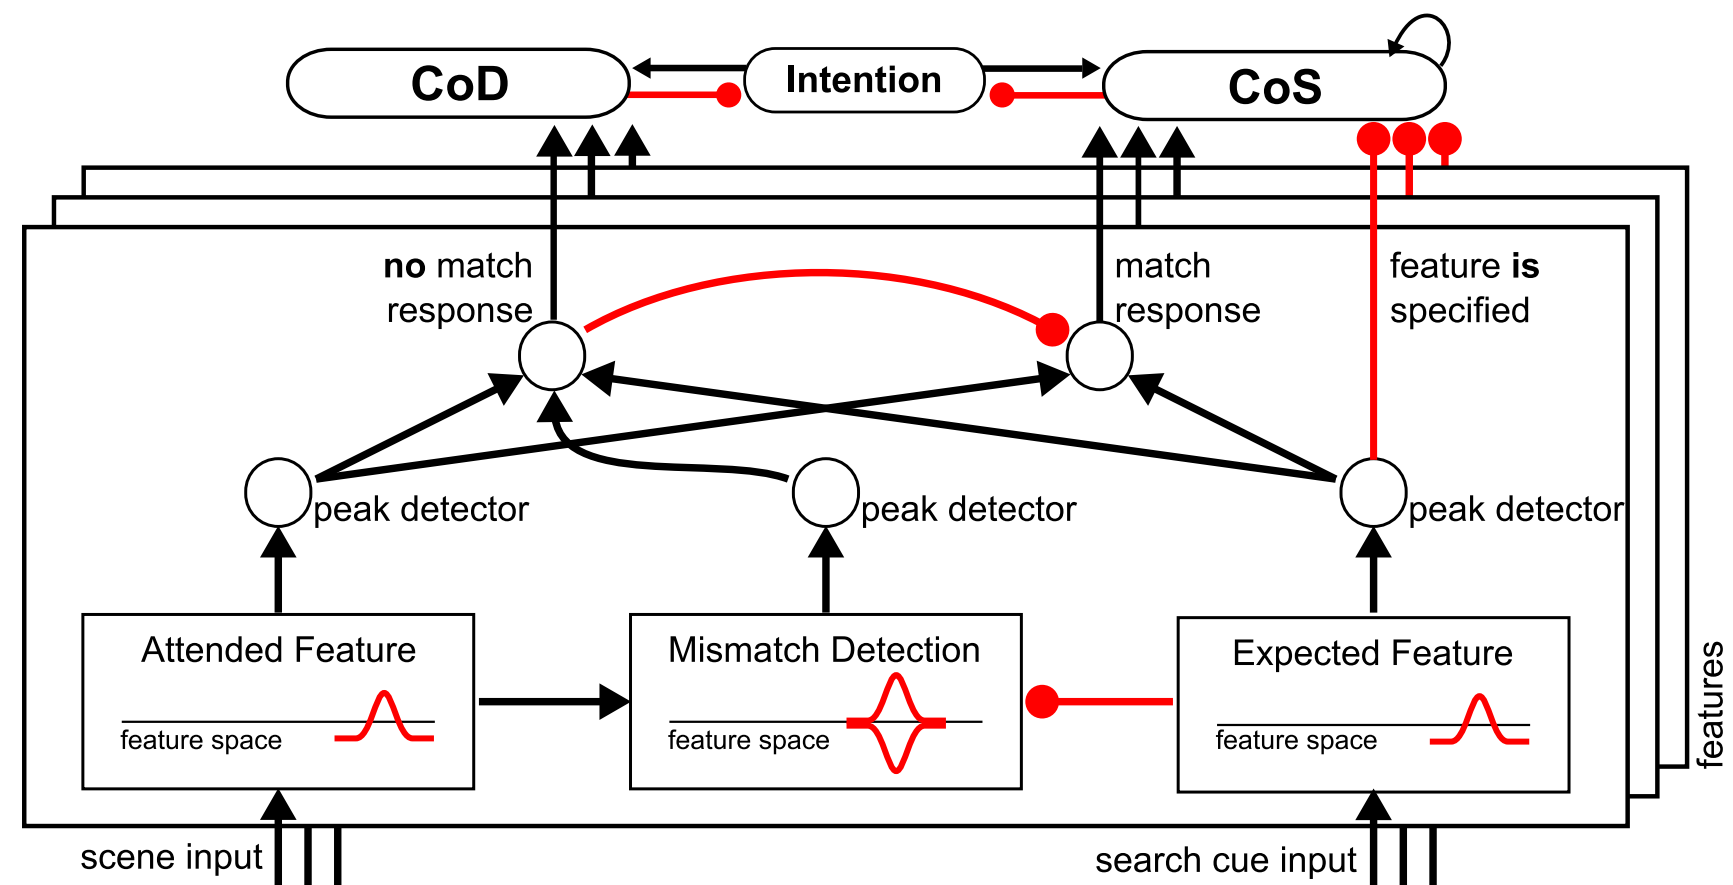 CoD
Intention
CoS
no match
response
match
response
feature is
specified
peak detector
peak detector
peak detector
Attended Feature
feature space
Mismatch Detection
feature space
Expected Feature
feature space
features
scene input
search cue input